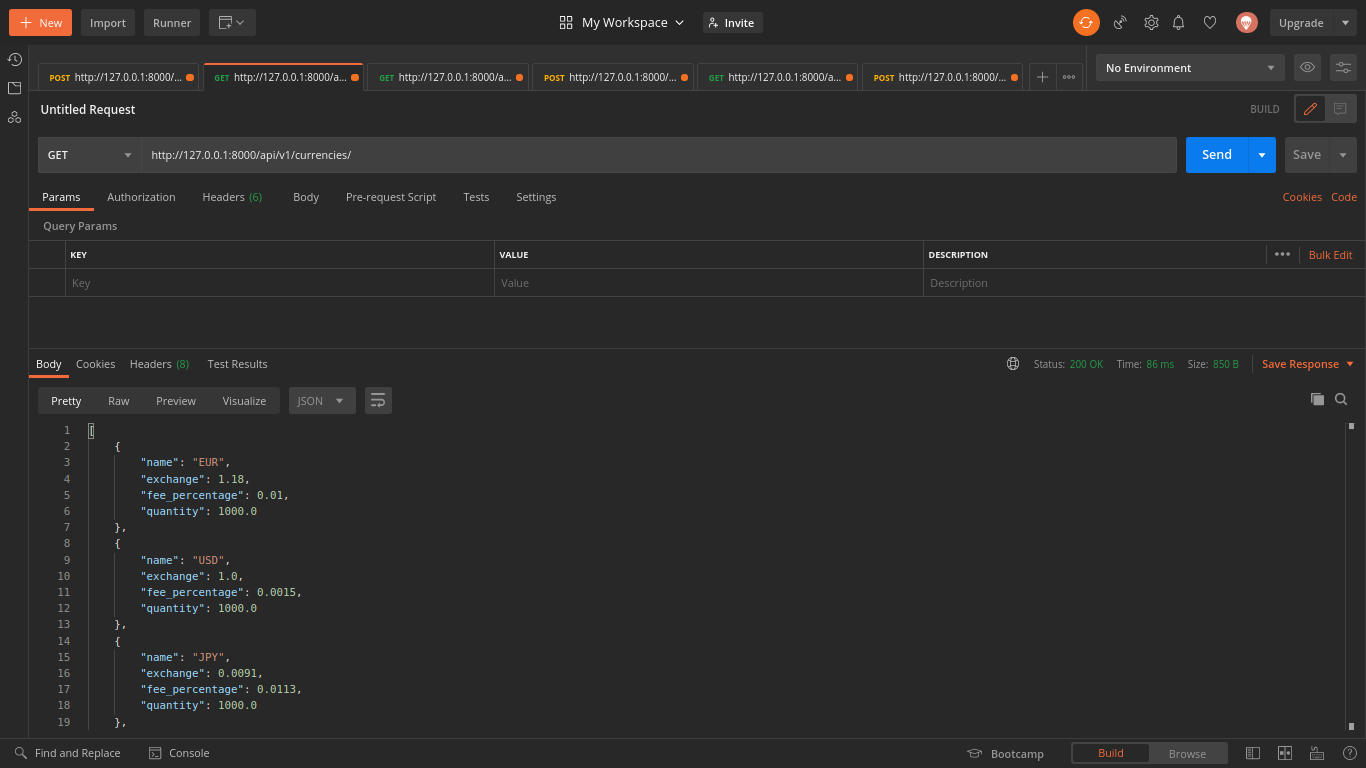 New Import Runner My Workspace Invite Upgrade
POST http://127.0.0.1:8000/... GET http://127.0.0.1:8000/a... GET http://127.0.0.1:8000/a... POST http://127.0.0.1:8000/... GET http://127.0.0.1:8000/a... POST http://127.0.0.1:8000/... No Environment
Untitled Request BUILD
GET http://127.0.0.1:8000/api/v1/currencies/ Send Save
Params Authorization Headers (6) Body Pre-request Script Tests Settings Cookies Code
Query Params
KEY VALUE DESCRIPTION Bulk Edit
Key Value Description
Body Cookies Headers (8) Test Results Status: 200 OK Time: 86 ms Size: 850 B Save Response
Pretty Raw Preview Visualize JSON
1 [
2 {
3 "name": "EUR",
4 "exchange": 1.18,
5 "fee_percentage": 0.01,
6 "quantity": 1000.0
7 },
8 {
9 "name": "USD",
10 "exchange": 1.0,
11 "fee_percentage": 0.0015,
12 "quantity": 1000.0
13 },
14 {
15 "name": "JPY",
16 "exchange": 0.0091,
17 "fee_percentage": 0.0113,
18 "quantity": 1000.0
19 },
Find and Replace Console Bootcamp Build Browse